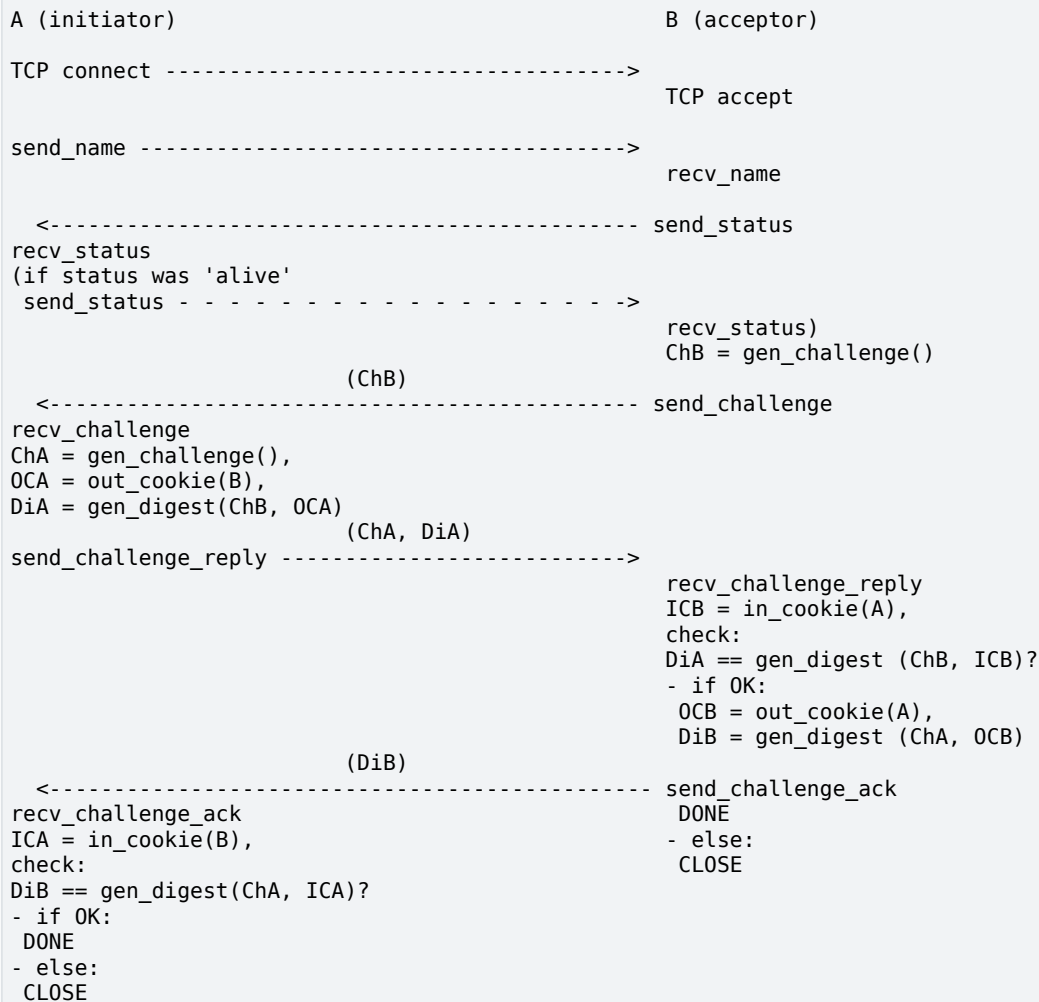 A (initiator)                                      B (acceptor)
TCP connect ------------------------------------>
                                                   TCP accept
send_name -------------------------------------->
                                                   recv_name
  <---------------------------------------------- send_status
recv_status
(if status was 'alive'
 send_status - - - - - - - - - - - - - - - - - ->
                                                   recv_status)
                                                   ChB = gen_challenge()
                          (ChB)
  <---------------------------------------------- send_challenge
recv_challenge
ChA = gen_challenge(),
OCA = out_cookie(B),
DiA = gen_digest(ChB, OCA)
                          (ChA, DiA)
send_challenge_reply --------------------------->
                                                   recv_challenge_reply
                                                   ICB = in_cookie(A),
                                                   check:
                                                   DiA == gen_digest (ChB, ICB)?
                                                   - if OK:
                                                    OCB = out_cookie(A),
                                                    DiB = gen_digest (ChA, OCB)
                          (DiB)
  <----------------------------------------------- send_challenge_ack
recv_challenge_ack                                  DONE
ICA = in_cookie(B),                                - else:
check:                                              CLOSE
DiB == gen_digest(ChA, ICA)?
- if OK:
 DONE
- else:
 CLOSE